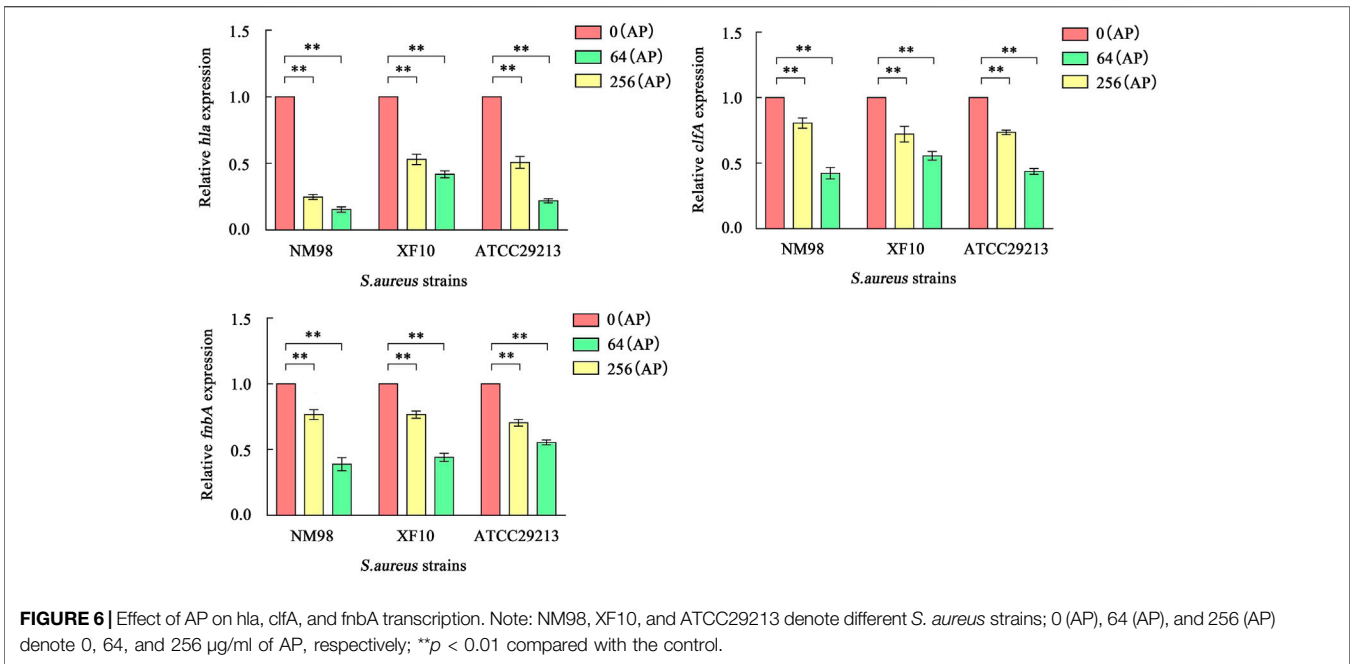 1.5
1.0
0.5
0.0
Relative hla expression
** ** **
** ** **
0 (AP)
64 (AP)
256 (AP)
NM98 XF10 ATCC29213
S.aureus strains
1.5
1.0
0.5
0.0
Relative clfA expression
** ** **
** ** **
0 (AP)
64 (AP)
256 (AP)
NM98 XF10 ATCC29213
S.aureus strains
1.5
1.0
0.5
0.0
Relative fnbA expression
** ** **
** ** **
0 (AP)
64 (AP)
256 (AP)
NM98 XF10 ATCC29213
S.aureus strains
FIGURE 6 | Effect of AP on hla, clfA, and fnbA transcription. Note: NM98, XF10, and ATCC29213 denote different S. aureus strains; 0 (AP), 64 (AP), and 256 (AP)
denote 0, 64, and 256 µg/ml of AP, respectively; **p < 0.01 compared with the control.